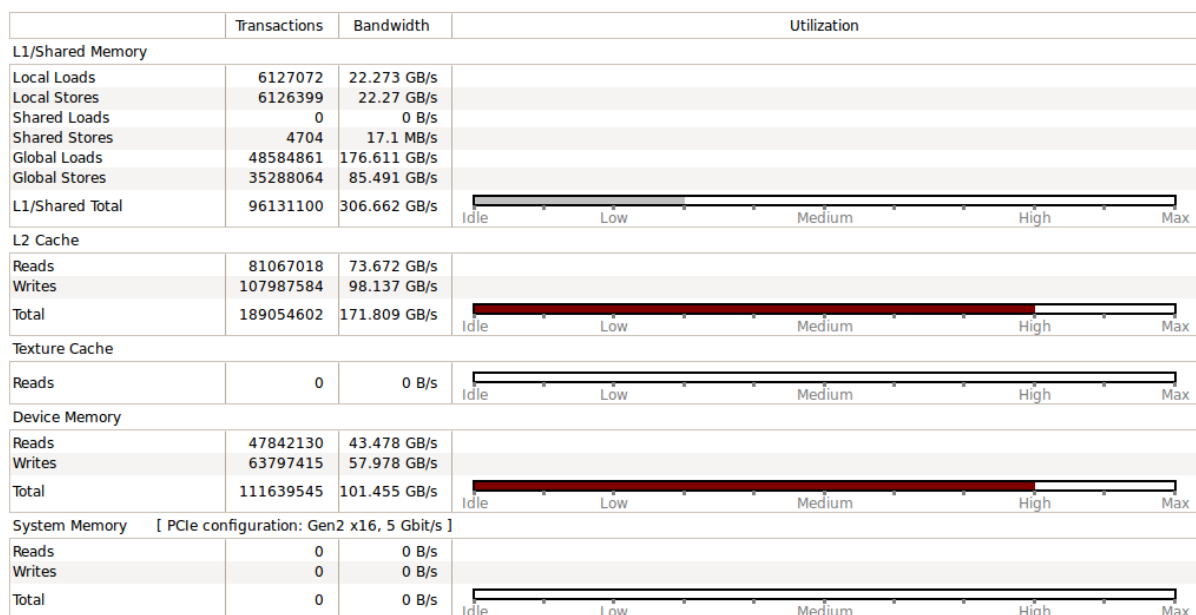 Transactions Bandwidth Utilization
L1/Shared Memory
Local Loads 6127072 22.273 GB/s
Local Stores 6126399 22.27 GB/s
Shared Loads 0 0 B/s
Shared Stores 4704 17.1 MB/s
Global Loads 48584861 176.611 GB/s
Global Stores 35288064 85.491 GB/s
L1/Shared Total 96131100 306.662 GB/s
Idle Low Medium High Max
L2 Cache
Reads 81067018 73.672 GB/s
Writes 107987584 98.137 GB/s
Total 189054602 171.809 GB/s
Idle Low Medium High Max
Texture Cache
Reads 0 0 B/s
Idle Low Medium High Max
Device Memory
Reads 47842130 43.478 GB/s
Writes 63797415 57.978 GB/s
Total 111639545 101.455 GB/s
Idle Low Medium High Max
System Memory [ PCIe configuration: Gen2 x16, 5 Gbit/s ]
Reads 0 0 B/s
Writes 0 0 B/s
Total 0 0 B/s
Idle Low Medium High Max